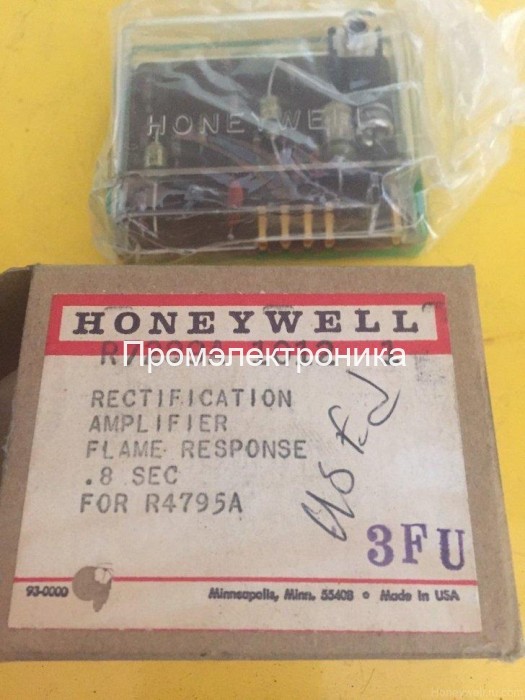 HONEYWELL
HONEYWELL
Промэлектроника
RECTIFICATION
AMPLIFIER
FLAME RESPONSE
.8 SEC
FOR R4795A
3FU
93-0000
Minneapolis, Minn. 55408 • Made in USA